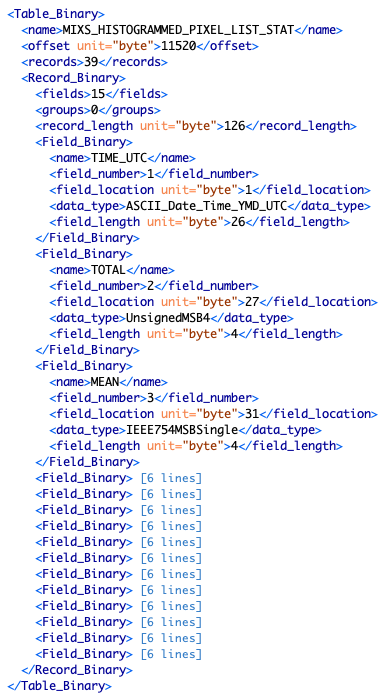 <Table_Binary>
<name>MIXS_HISTOGRAMMED_PIXEL_LIST_STAT</name>
<offset unit="byte">11520</offset>
<records>39</records>
<Record_Binary>
<fields>15</fields>
<groups>0</groups>
<record_length unit="byte">126</record_length>
<Field_Binary>
<name>TIME_UTC</name>
<field_number>1</field_number>
<field_location unit="byte">1</field_location>
<data_type>ASCII_Date_Time_YMD_UTC</data_type>
<field_length unit="byte">26</field_length>
</Field_Binary>
<Field_Binary>
<name>TOTAL</name>
<field_number>2</field_number>
<field_location unit="byte">27</field_location>
<data_type>UnsignedMSB4</data_type>
<field_length unit="byte">4</field_length>
</Field_Binary>
<Field_Binary>
<name>MEAN</name>
<field_number>3</field_number>
<field_location unit="byte">31</field_location>
<data_type>IEEE754MSBSingle</data_type>
<field_length unit="byte">4</field_length>
</Field_Binary>
<Field_Binary> [6 lines]
<Field_Binary> [6 lines]
<Field_Binary> [6 lines]
<Field_Binary> [6 lines]
<Field_Binary> [6 lines]
<Field_Binary> [6 lines]
<Field_Binary> [6 lines]
<Field_Binary> [6 lines]
<Field_Binary> [6 lines]
<Field_Binary> [6 lines]
<Field_Binary> [6 lines]
<Field_Binary> [6 lines]
</Record_Binary>
</Table_Binary>